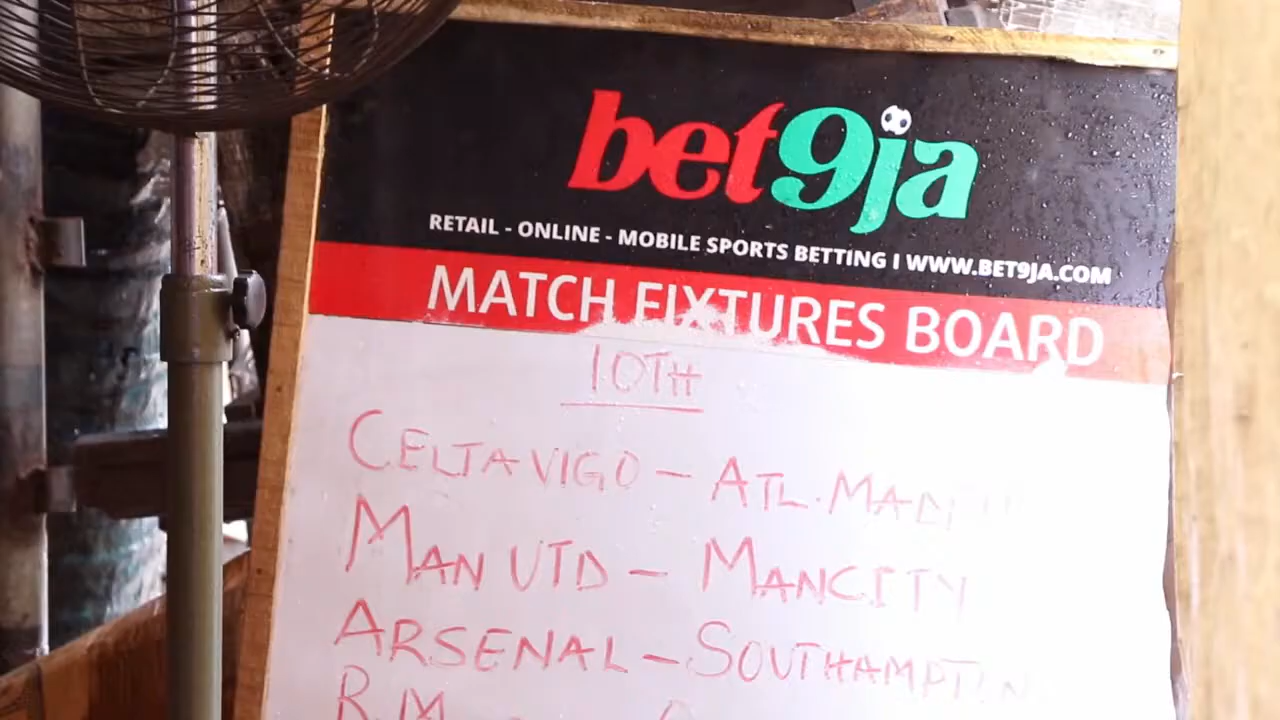 bet9ja
RETAIL - ONLINE - MOBILE SPORTS BETTING I WWW.BET9JA.COM
MATCH FIXTURES BOARD
10TH
CELTA VIGO - ATL. MADRID
MAN UTD - MANCITY
ARSENAL - SOUTHAMPTON
R.M